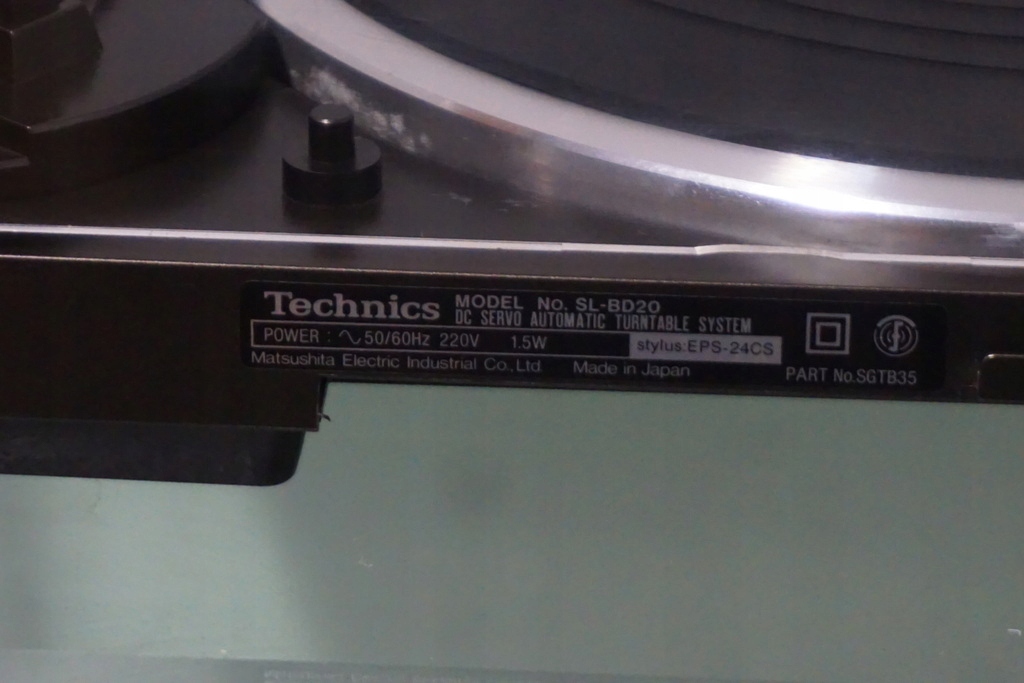 Technics MODEL No. SL-BD20
DC SERVO AUTOMATIC TURNTABLE SYSTEM
POWER : ∿ 50/60Hz 220V 1.5W stylus:EPS-24CS
Matsushita Electric Industrial Co., Ltd. Made in Japan
PART No.SGTB35